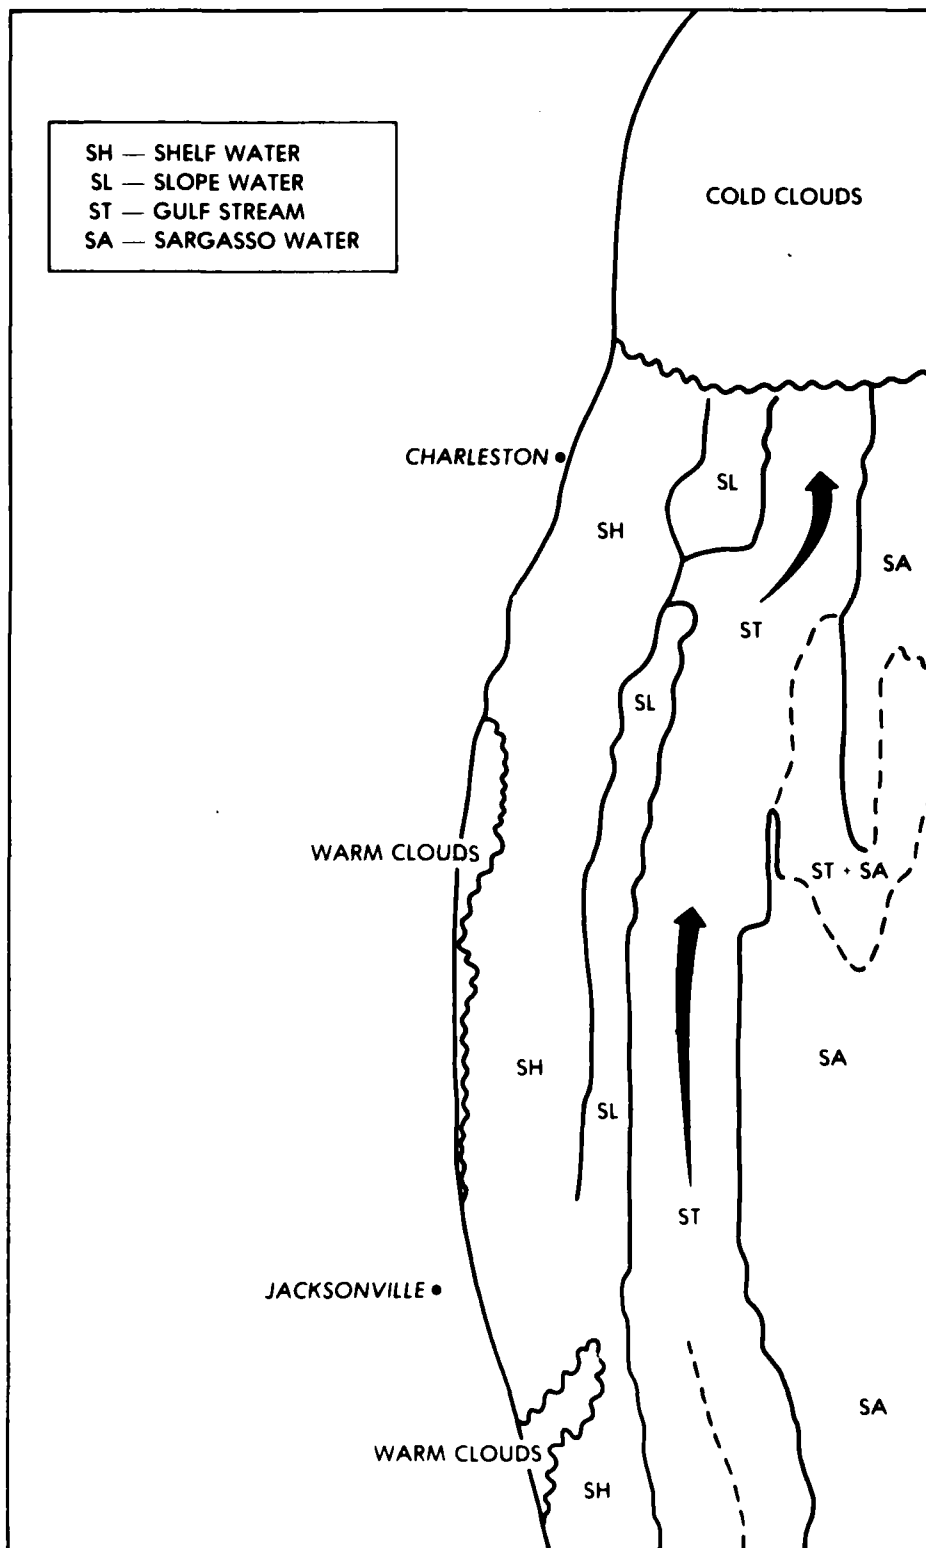 SH — SHELF WATER
SL — SLOPE WATER
ST — GULF STREAM
SA — SARGASSO WATER
COLD CLOUDS
CHARLESTON
SL
SH
SA
ST
SL
WARM CLOUDS
ST + SA
SA
SH
SL
ST
JACKSONVILLE
SA
WARM CLOUDS
SH